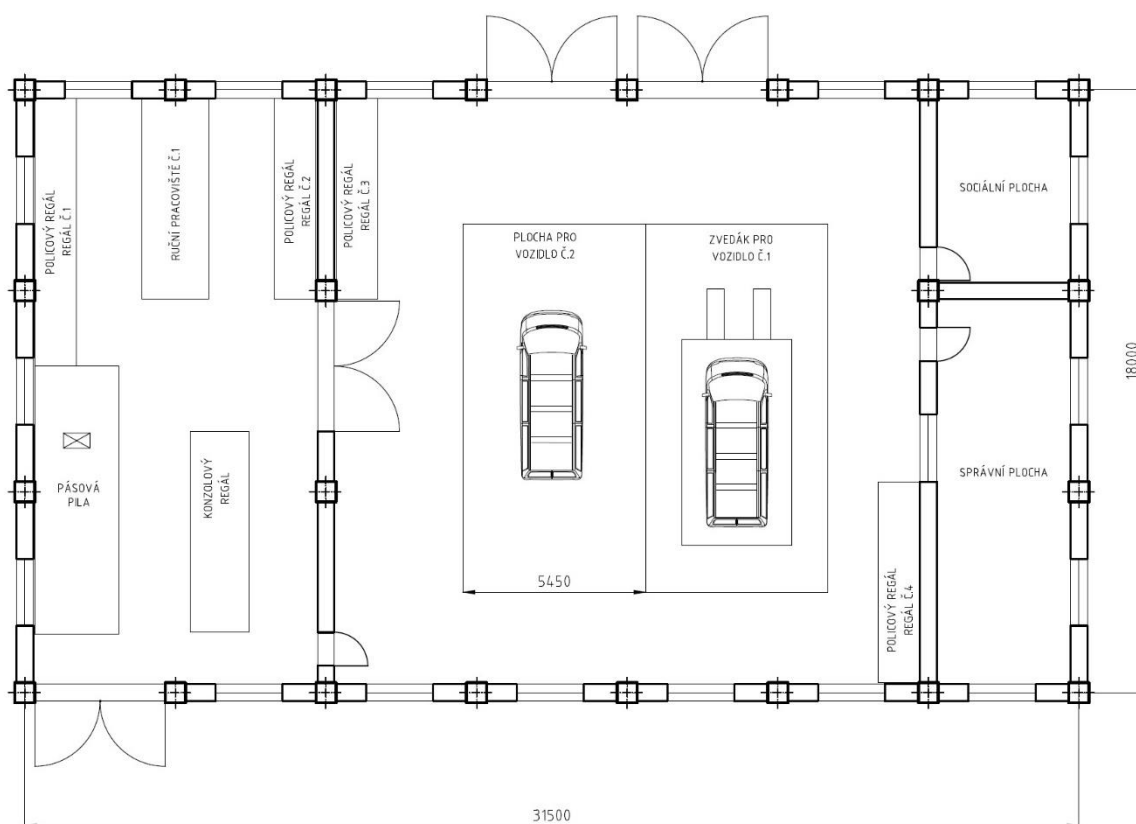 POLICOVÝ REGÁL
REGÁL Č.1
RUČNÍ PRACOVIŠTĚ Č.1
POLICOVÝ REGÁL
REGÁL Č.2
POLICOVÝ REGÁL
REGÁL Č.3
PLOCHA PRO
VOZIDLO Č.2
ZVEDÁK PRO
VOZIDLO Č.1
SOCIÁLNÍ PLOCHA
18000
PÁSOVÁ
PILA
KONZOLOVÝ
REGÁL
SPRÁVNÍ PLOCHA
5450
POLICOVÝ REGÁL
REGÁL Č.4
31500